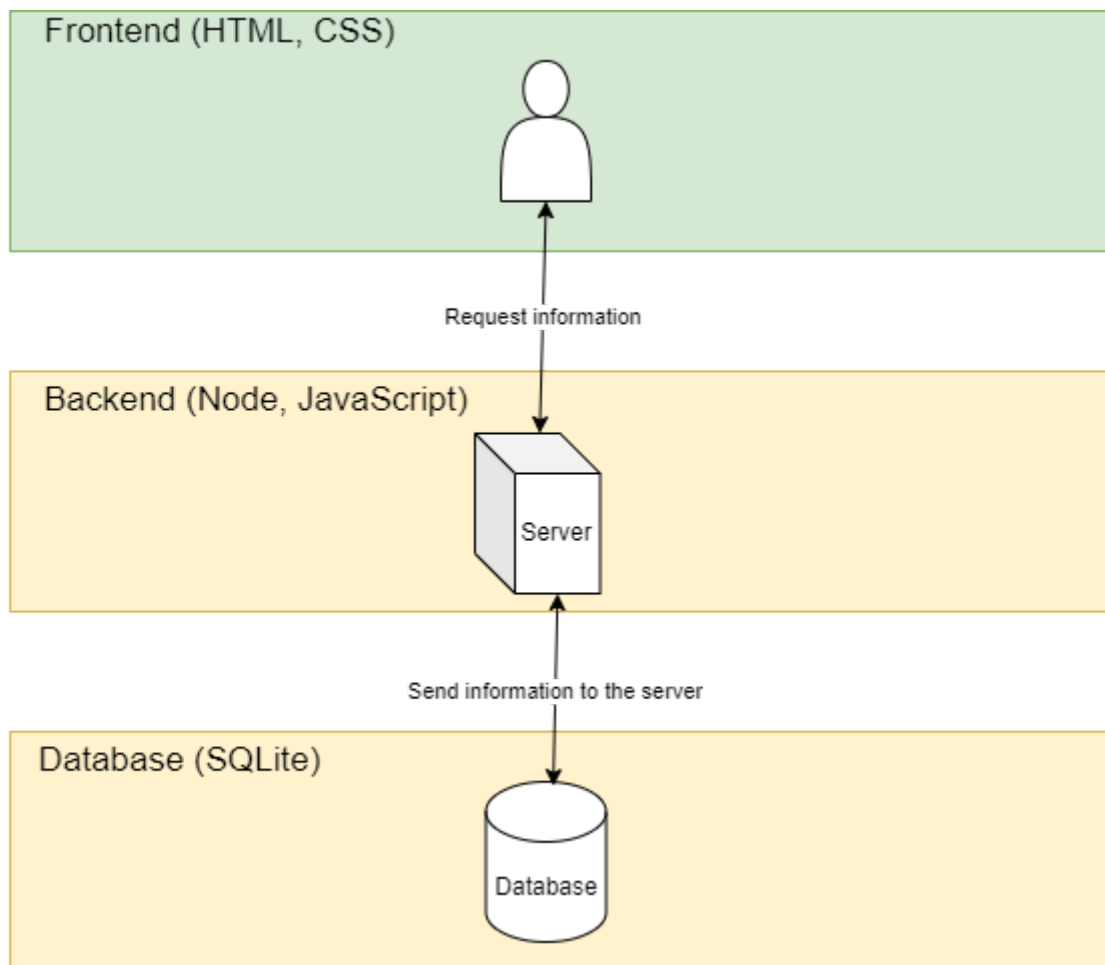 Frontend (HTML, CSS)
Request information
Backend (Node, JavaScript)
Server
Send information to the server
Database (SQLite)
Database